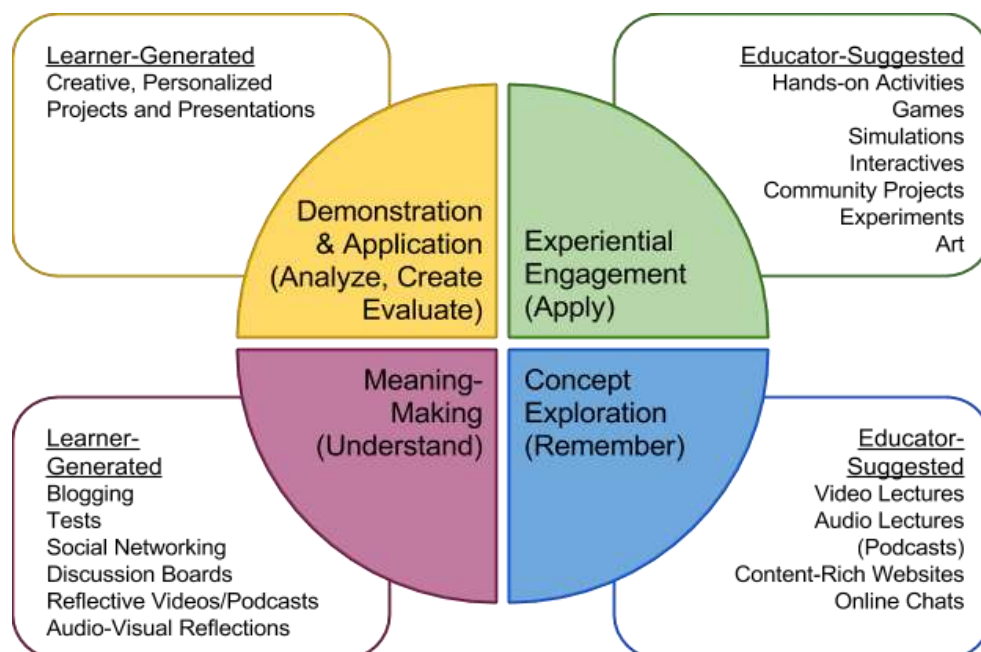 Learner-Generated
Creative, Personalized
Projects and Presentations
Educator-Suggested
Hands-on Activities
Games
Simulations
Interactives
Community Projects
Experiments
Art
Demonstration
& Application
(Analyze, Create
Evaluate)
Experiential
Engagement
(Apply)
Meaning-
Making
(Understand)
Concept
Exploration
(Remember)
Learner-
Generated
Blogging
Tests
Social Networking
Discussion Boards
Reflective Videos/Podcasts
Audio-Visual Reflections
Educator-
Suggested
Video Lectures
Audio Lectures
(Podcasts)
Content-Rich Websites
Online Chats